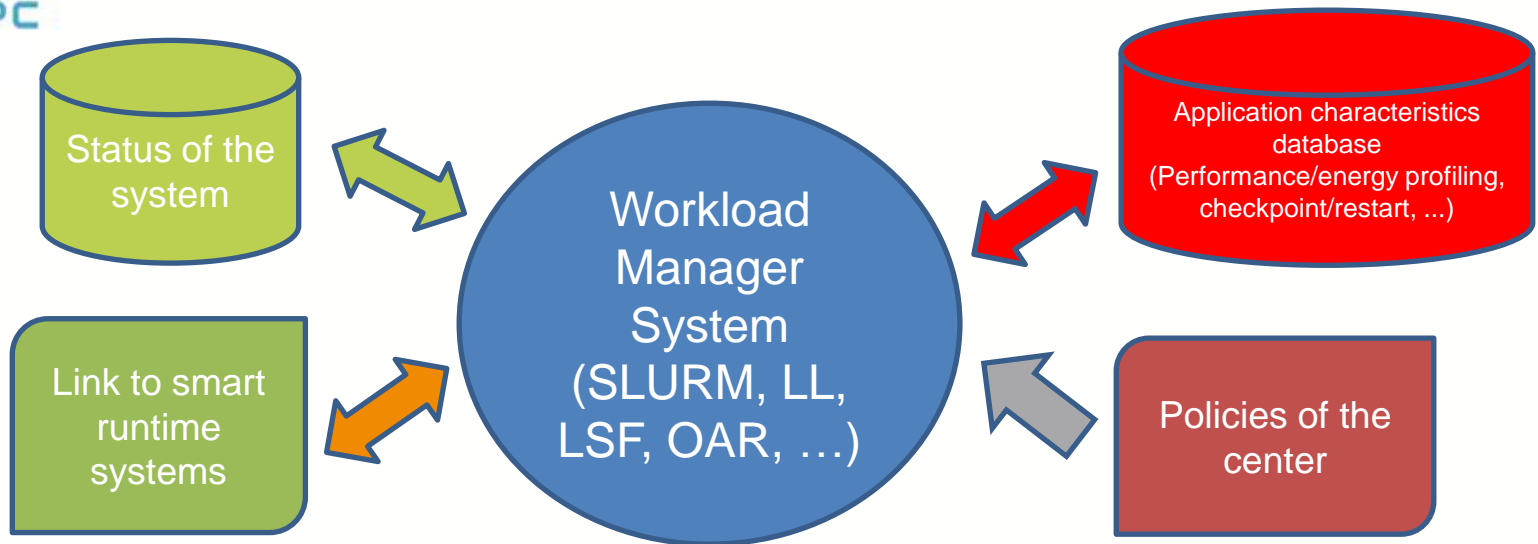 PC
Status of the
system
Workload
Manager
System
(SLURM, LL,
LSF, OAR, …)
Application characteristics
database
(Performance/energy profiling,
checkpoint/restart, ...)
Link to smart
runtime
systems
Policies of the
center